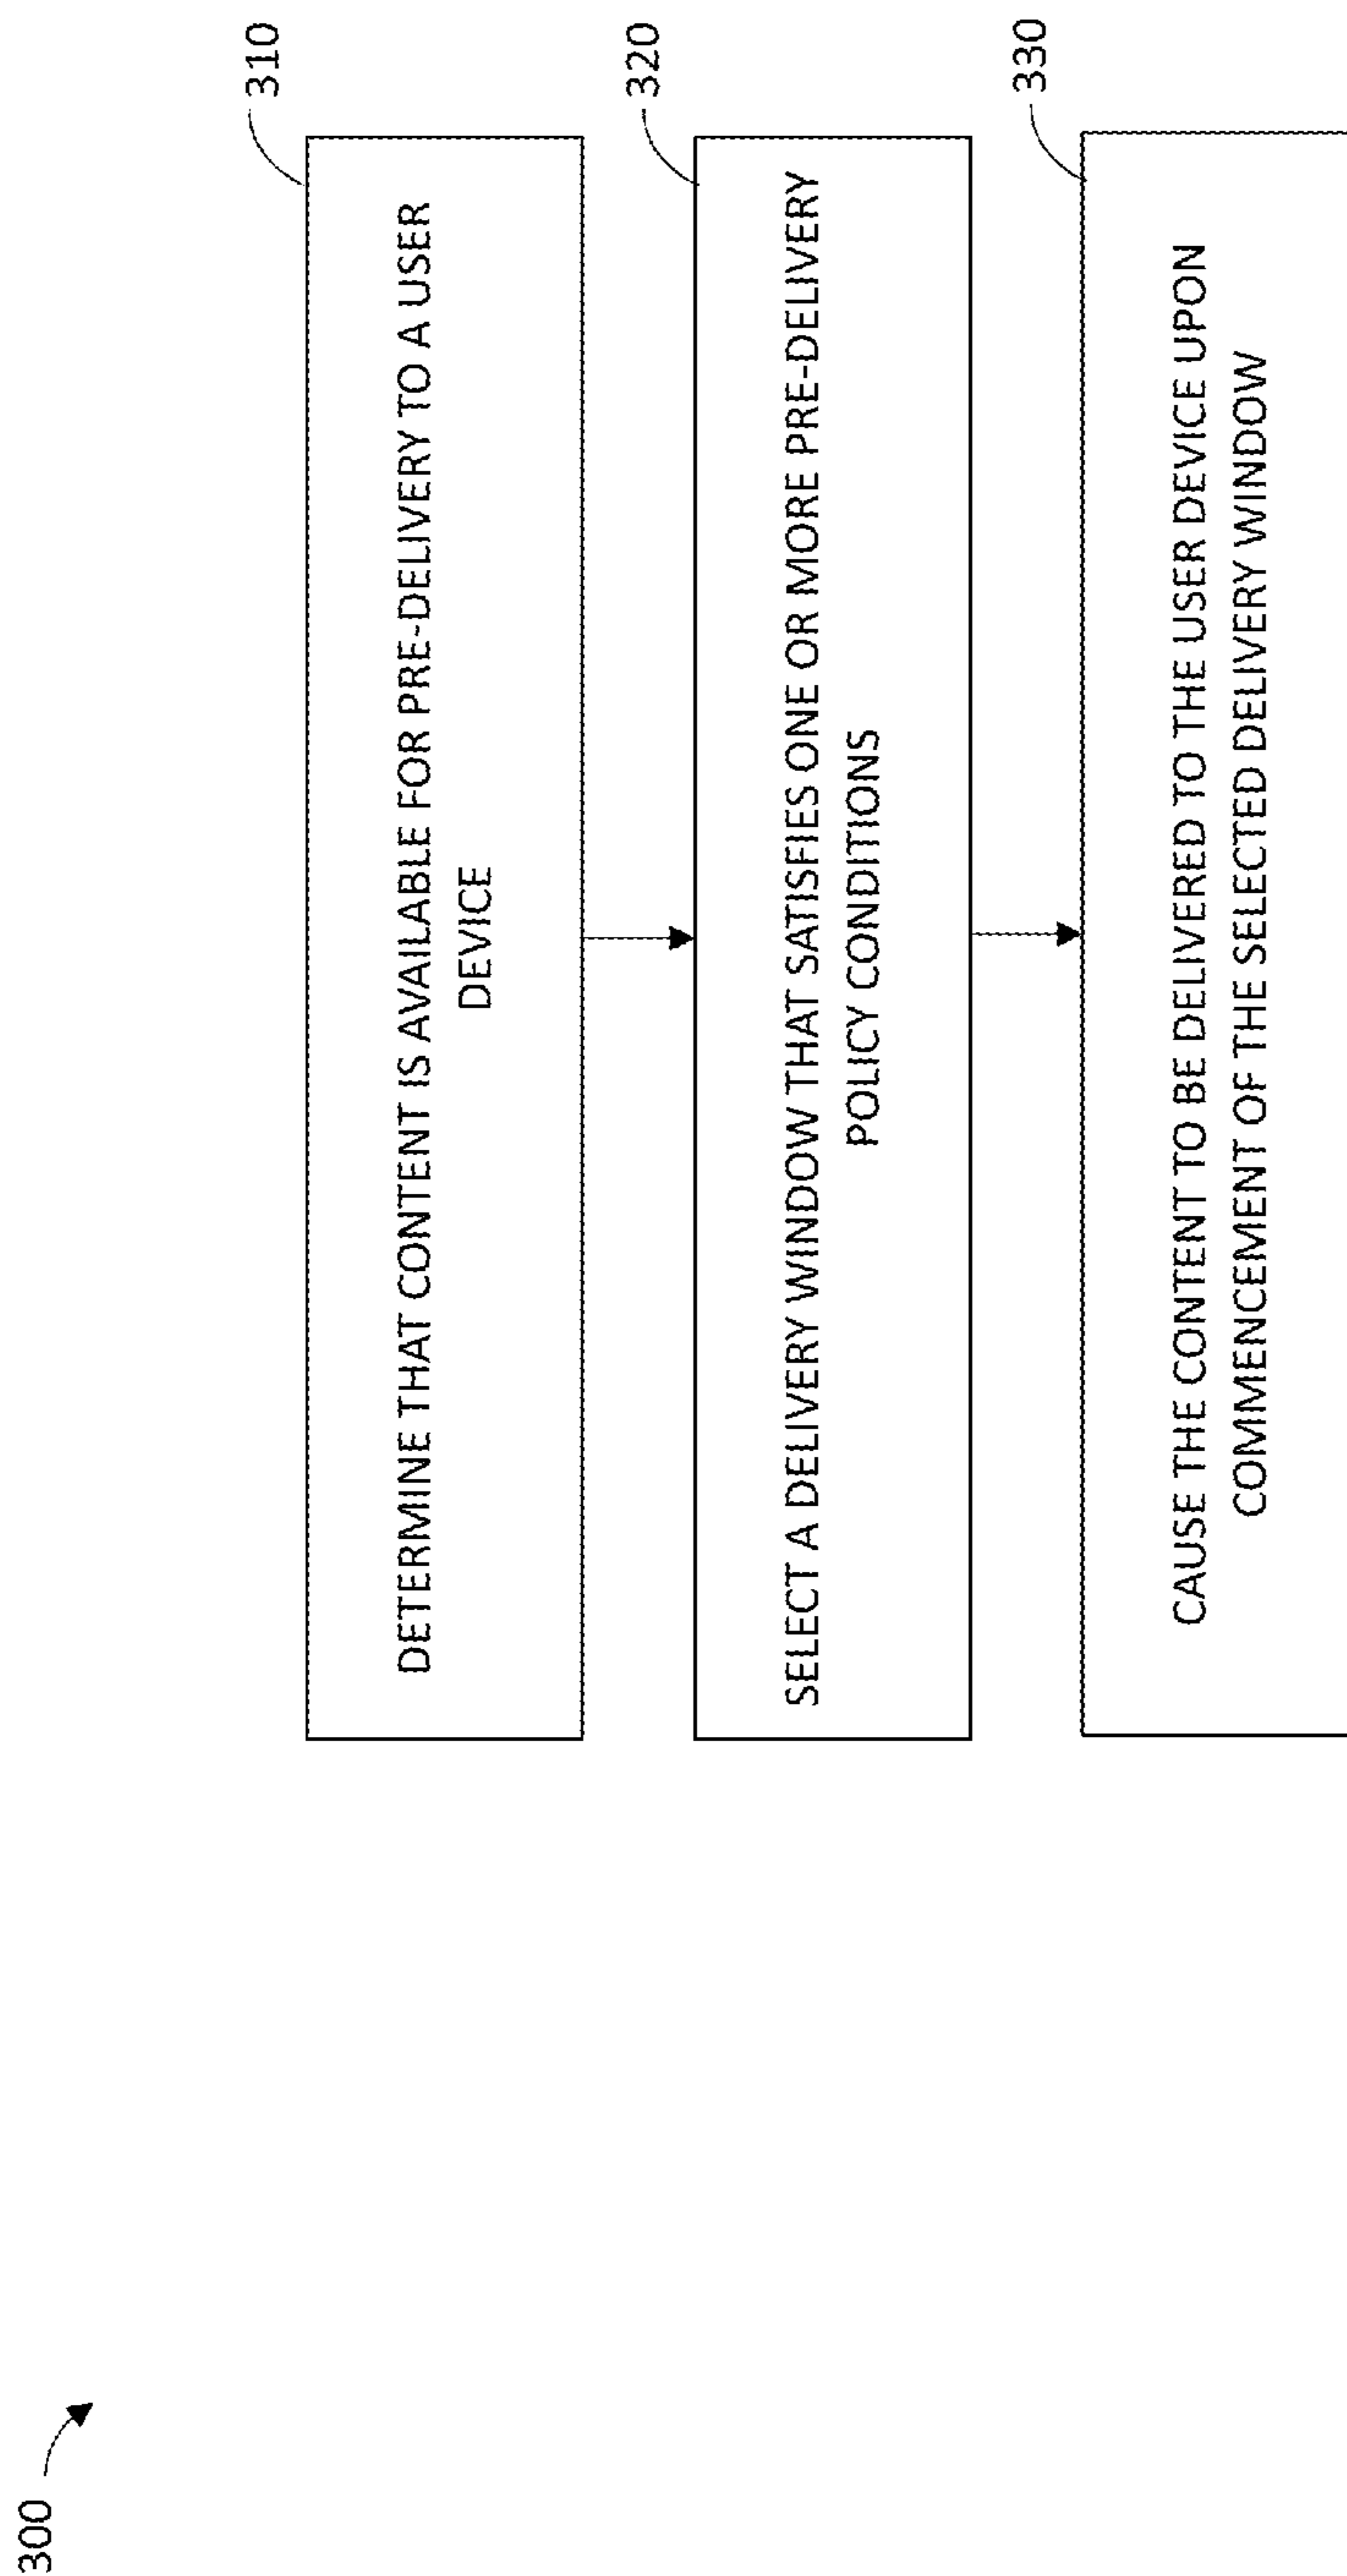 300
310
DETERMINE THAT CONTENT IS AVAILABLE FOR PRE-DELIVERY TO A USER
DEVICE
320
SELECT A DELIVERY WINDOW THAT SATISFIES ONE OR MORE PRE-DELIVERY
POLICY CONDITIONS
330
CAUSE THE CONTENT TO BE DELIVERED TO THE USER DEVICE UPON
COMMENCEMENT OF THE SELECTED DELIVERY WINDOW